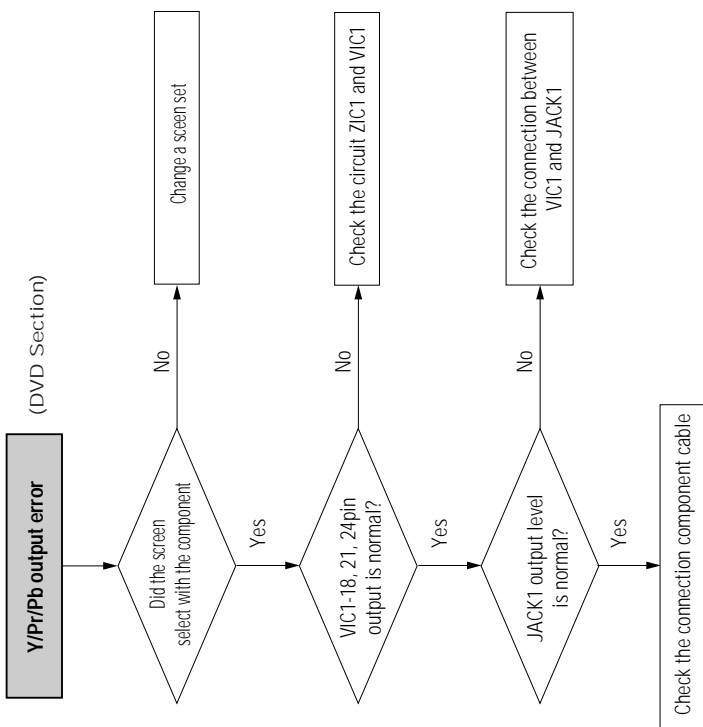 Y/Pr/Pb output error
(DVD Section)
Did the screen
select with the component
No
Change a sceen set
Yes
VIC1-18, 21, 24pin
output is normal?
No
Check the circuit ZIC1 and VIC1
Yes
JACK1 output level
is normal?
No
Check the connection between
VIC1 and JACK1
Yes
Check the connection component cable